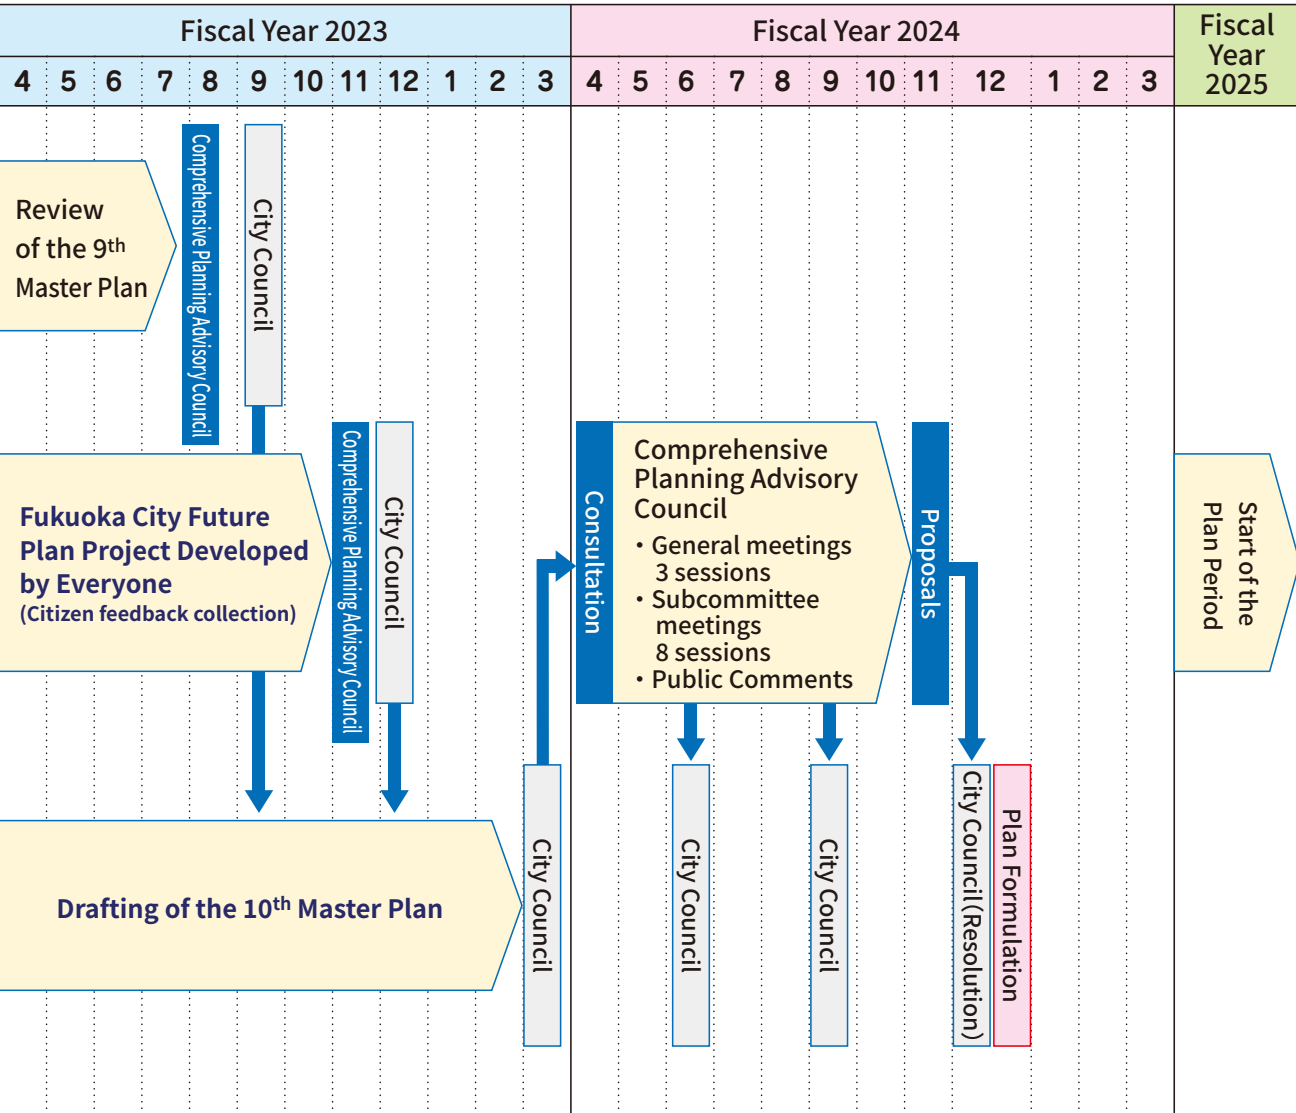 Fiscal Year 2023
Fiscal Year 2024
Fiscal
Year
2025
4 5 6 7 8 9 10 11 12 1 2 3 4 5 6 7 8 9 10 11 12 1 2 3
Review
of the 9th
Master Plan
Comprehensive Planning Advisory Council
City Council
Fukuoka City Future
Plan Project Developed
by Everyone
(Citizen feedback collection)
Comprehensive Planning Advisory Council
City Council
Drafting of the 10th Master Plan
City Council
Consultation
Comprehensive
Planning Advisory
Council
・General meetings
3 sessions
・Subcommittee
meetings
8 sessions
・Public Comments
Proposals
City Council
City Council
City Council(Resolution)
Plan Formulation
Start of the
Plan Period